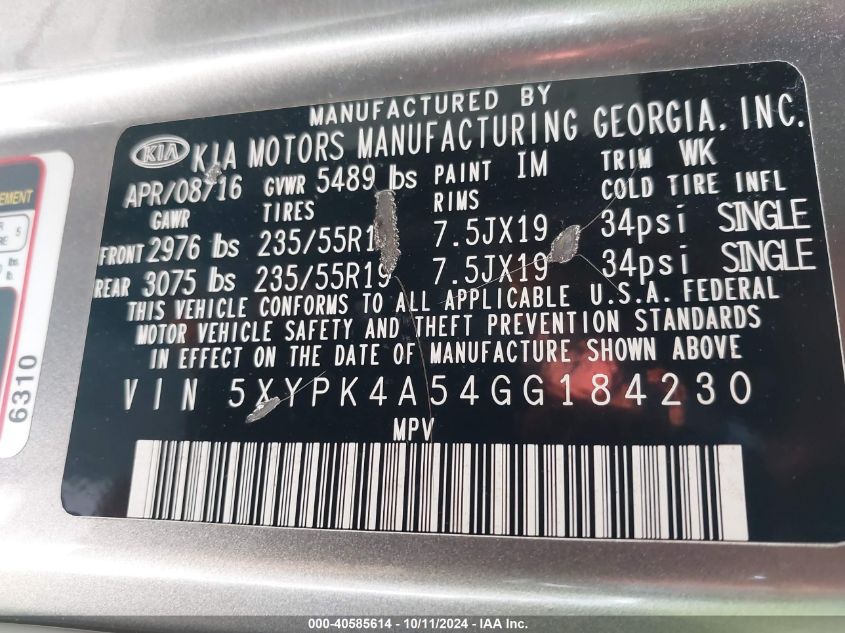 MANUFACTURED BY
KIA KIA MOTORS MANUFACTURING GEORGIA, INC.
APR/08/16 GVWR 5489 lbs PAINT IM TRIM WK
GAWR TIRES RIMS COLD TIRE INFL
FRONT 2976 lbs 235/55R1 7.5JX19 34psi SINGLE
REAR 3075 lbs 235/55R19 7.5JX19 34psi SINGLE
THIS VEHICLE CONFORMS TO ALL APPLICABLE U.S.A. FEDERAL
MOTOR VEHICLE SAFETY AND THEFT PREVENTION STANDARDS
IN EFFECT ON THE DATE OF MANUFACTURE SHOWN ABOVE
VIN 5XYPK4A54GG184230
MPV
6310
000-40585614 - 10/11/2024 - IAA Inc.